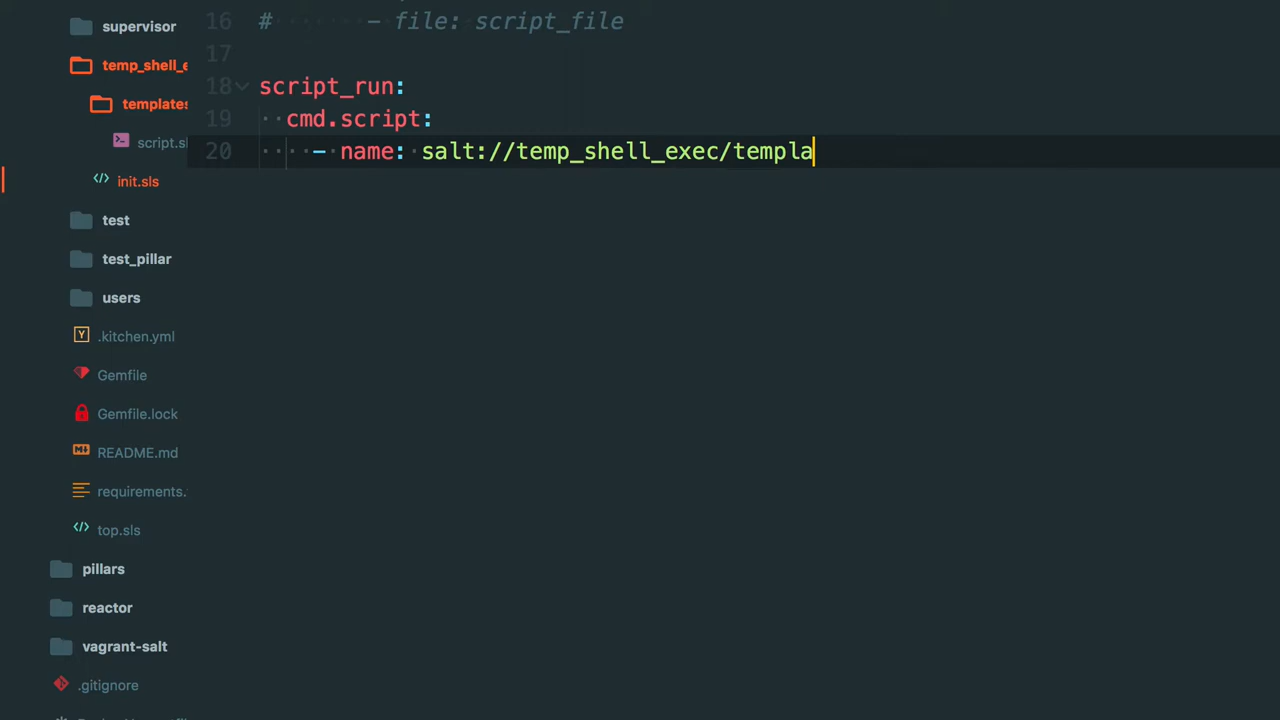 supervisor
temp_shell_e
templates
script.sl
init.sls
test
test_pillar
users
.kitchen.yml
Gemfile
Gemfile.lock
README.md
requirements.
top.sls
pillars
reactor
vagrant-salt
.gitignore
16 # - file: script_file
17
18 script_run:
19 cmd.script:
20 - name: salt://temp_shell_exec/templa